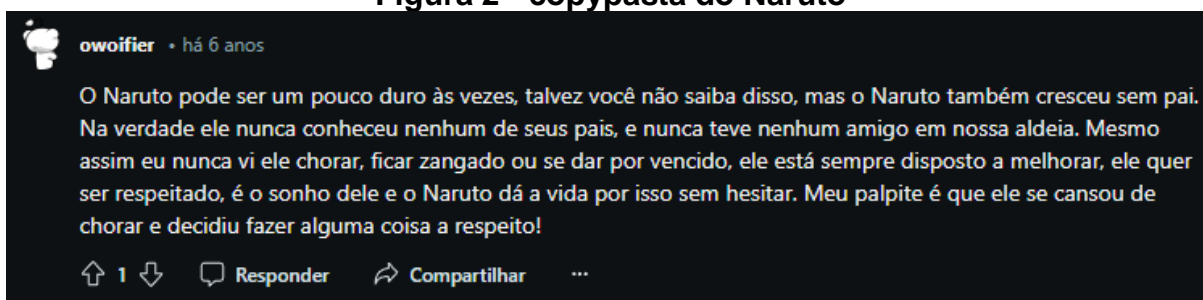 Figura 2 - copypasta do Naruto
owoifier • há 6 anos
O Naruto pode ser um pouco duro às vezes, talvez você não saiba disso, mas o Naruto também cresceu sem pai.
Na verdade ele nunca conheceu nenhum de seus pais, e nunca teve nenhum amigo em nossa aldeia. Mesmo
assim eu nunca vi ele chorar, ficar zangado ou se dar por vencido, ele está sempre disposto a melhorar, ele quer
ser respeitado, é o sonho dele e o Naruto dá a vida por isso sem hesitar. Meu palpite é que ele se cansou de
chorar e decidiu fazer alguma coisa a respeito!
1 Responder Compartilhar ...